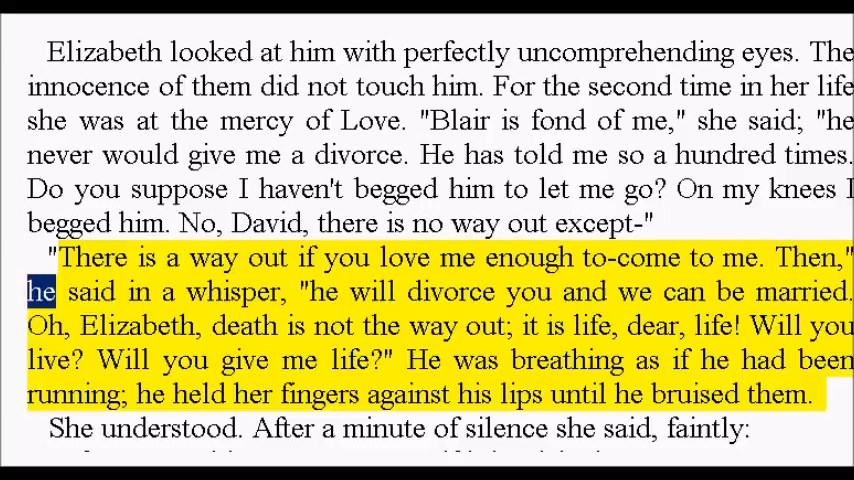 Elizabeth looked at him with perfectly uncomprehending eyes. The
innocence of them did not touch him. For the second time in her life
she was at the mercy of Love. "Blair is fond of me," she said; "he
never would give me a divorce. He has told me so a hundred times.
Do you suppose I haven't begged him to let me go? On my knees I
begged him. No, David, there is no way out except-"
"There is a way out if you love me enough to-come to me. Then,"
he said in a whisper, "he will divorce you and we can be married.
Oh, Elizabeth, death is not the way out; it is life, dear, life! Will you
live? Will you give me life?" He was breathing as if he had been
running; he held her fingers against his lips until he bruised them.
She understood. After a minute of silence she said, faintly: